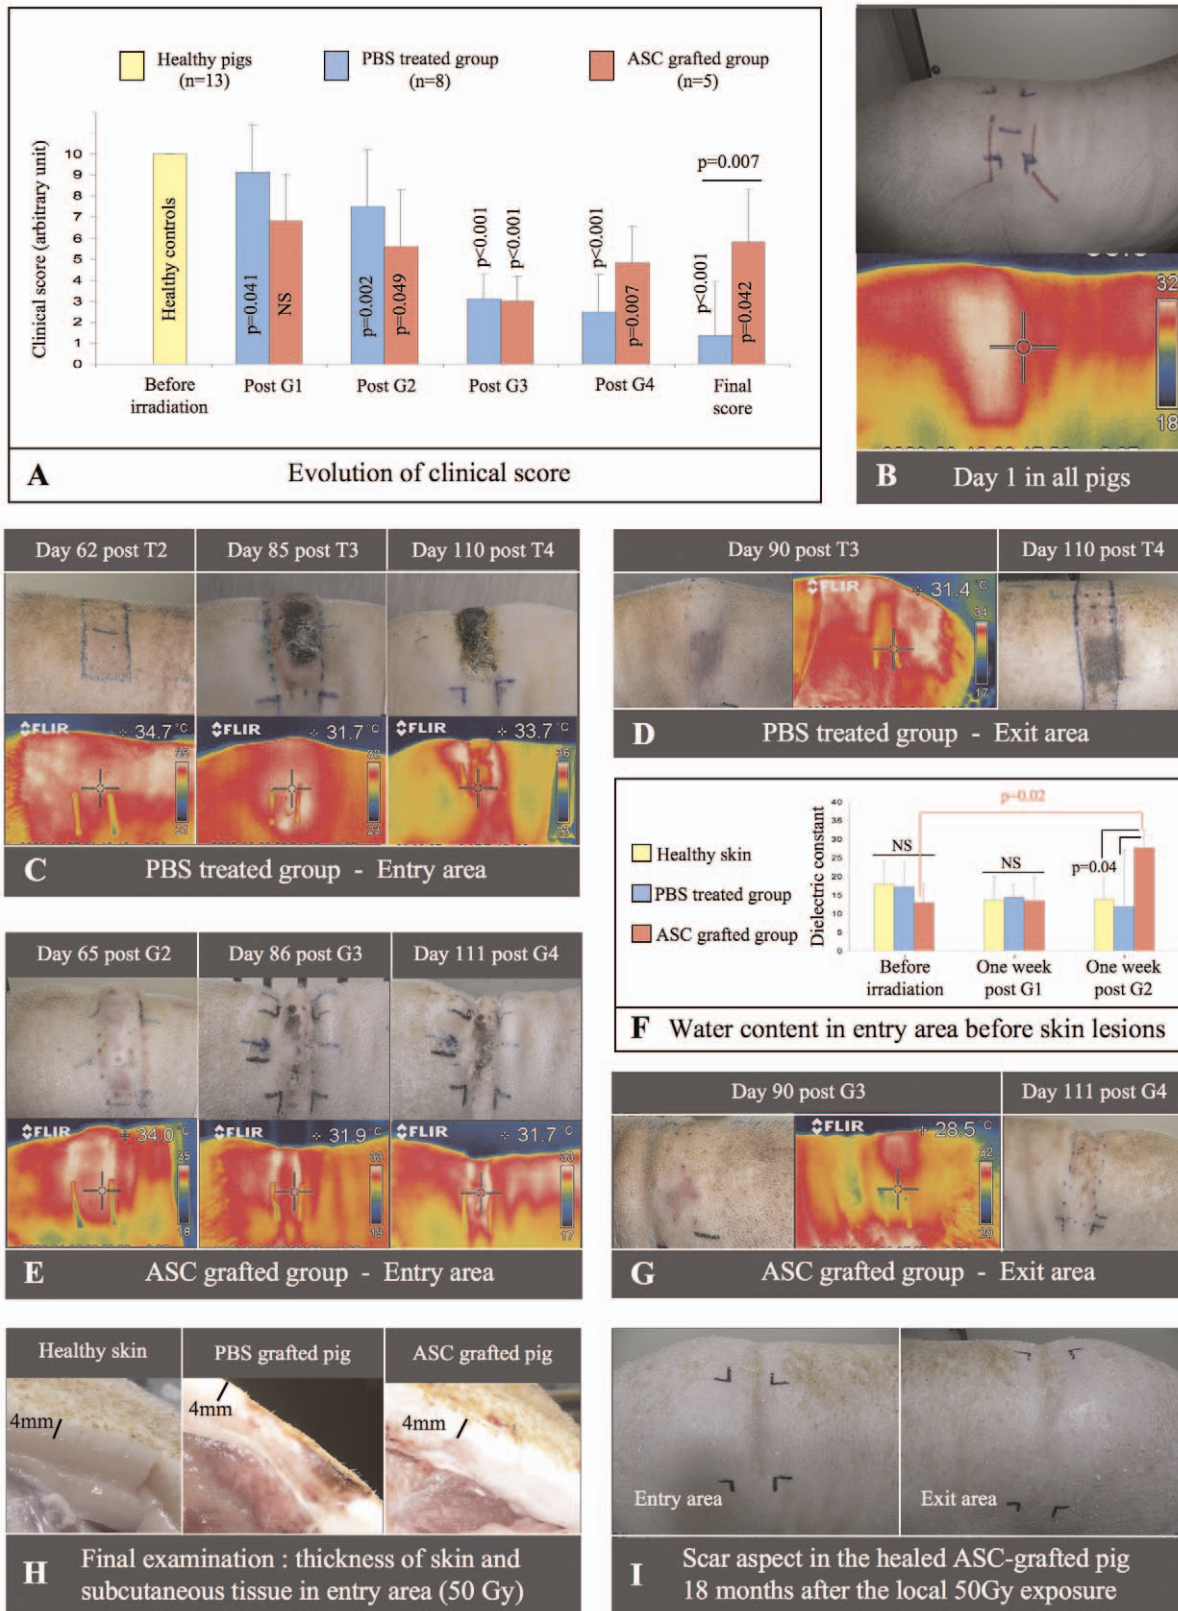 Healthy pigs
(n=13)
PBS treated group
(n=8)
ASC grafted group
(n=5)
Clinical score (arbitrary unit)
10
9
8
7
6
5
4
3
2
1
0
Healthy controls
p=0.041
NS
p=0.002
p=0.049
p<0.001
p<0.001
p<0.001
p=0.007
p<0.001
p=0.042
p=0.007
Before
irradiation
Post G1
Post G2
Post G3
Post G4
Final
score
A Evolution of clinical score
32
18
B Day 1 in all pigs
Day 62 post T2
Day 85 post T3
Day 110 post T4
FLIR 34.7 °C
FLIR 31.7 °C
FLIR 33.7 °C
C PBS treated group - Entry area
Day 90 post T3
Day 110 post T4
FLIR 31.4 °C
34
17
D PBS treated group - Exit area
Day 65 post G2
Day 86 post G3
Day 111 post G4
FLIR 34.0 °C
35
18
FLIR 31.9 °C
33
19
FLIR 31.7 °C
33
17
E ASC grafted group - Entry area
p=0.02
Healthy skin
PBS treated group
ASC grafted group
Dielectric constant
40
35
30
25
20
15
10
5
0
NS
NS
p=0.04
Before
irradiation
One week
post G1
One week
post G2
F Water content in entry area before skin lesions
Day 90 post G3
Day 111 post G4
FLIR 28.5 °C
32
20
G ASC grafted group - Exit area
Healthy skin
PBS grafted pig
ASC grafted pig
4mm
4mm
4mm
H Final examination : thickness of skin and
subcutaneous tissue in entry area (50 Gy)
Entry area
Exit area
I Scar aspect in the healed ASC-grafted pig
18 months after the local 50Gy exposure